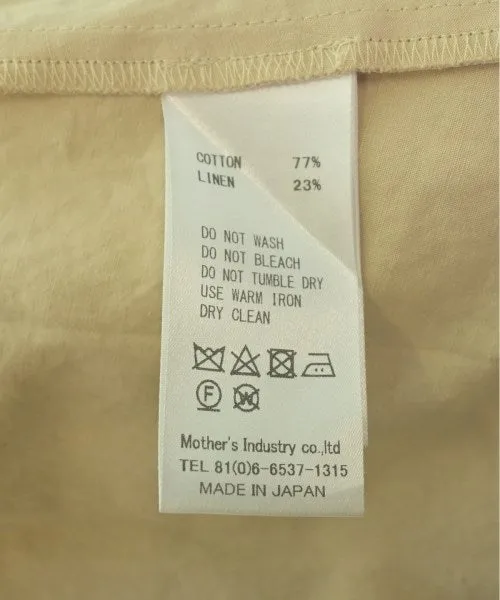 COTTON 77%
LINEN 23%
DO NOT WASH
DO NOT BLEACH
DO NOT TUMBLE DRY
USE WARM IRON
DRY CLEAN
F W
Mother's Industry co.,ltd
TEL 81(0)6-6537-1315
MADE IN JAPAN